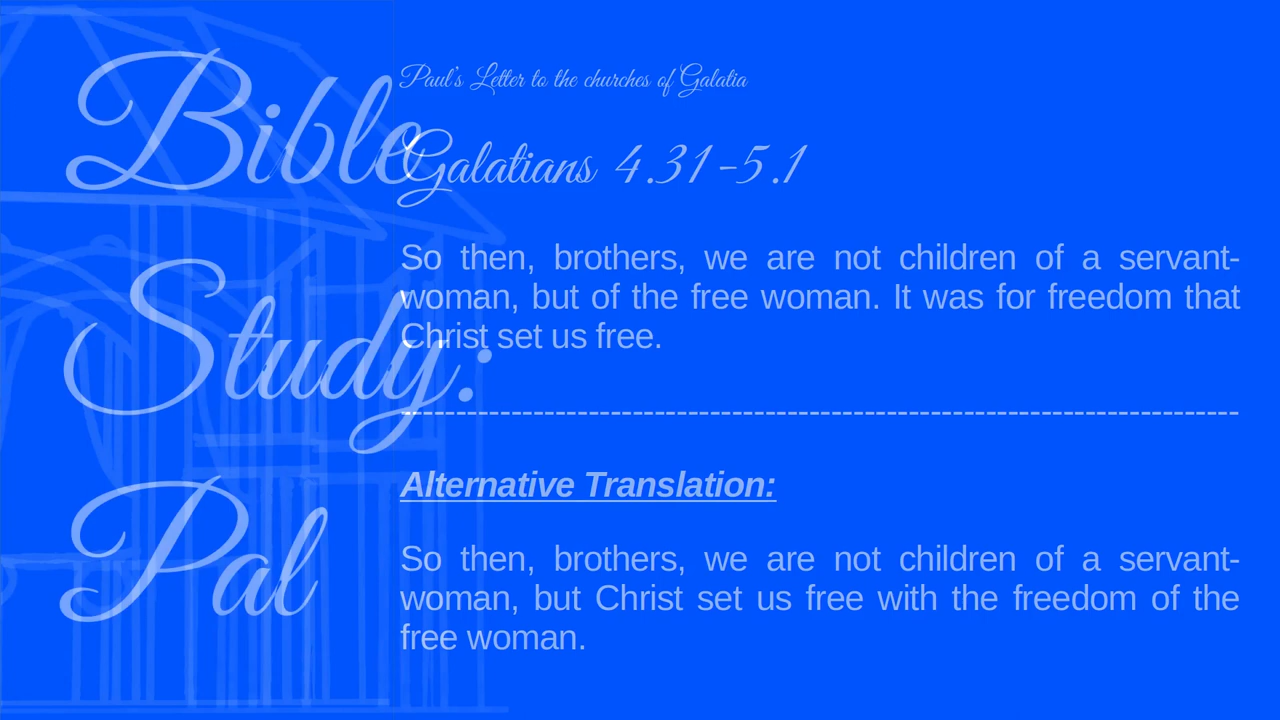 Bible
Study:
Pal
Paul's Letter to the churches of Galatia
Galatians 4.31-5.1
So then, brothers, we are not children of a servant-
woman, but of the free woman. It was for freedom that
Christ set us free.
--------------------------------------------------------------------------------
Alternative Translation:
So then, brothers, we are not children of a servant-
woman, but Christ set us free with the freedom of the
free woman.